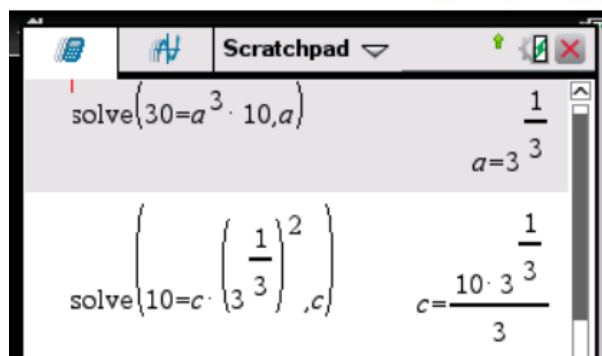 Scratchpad
solve(30=a^3·10,a)
a=3^(1/3)
solve(10=c·(3^(1/3))^2,c)
c=(10·3^(1/3))/3